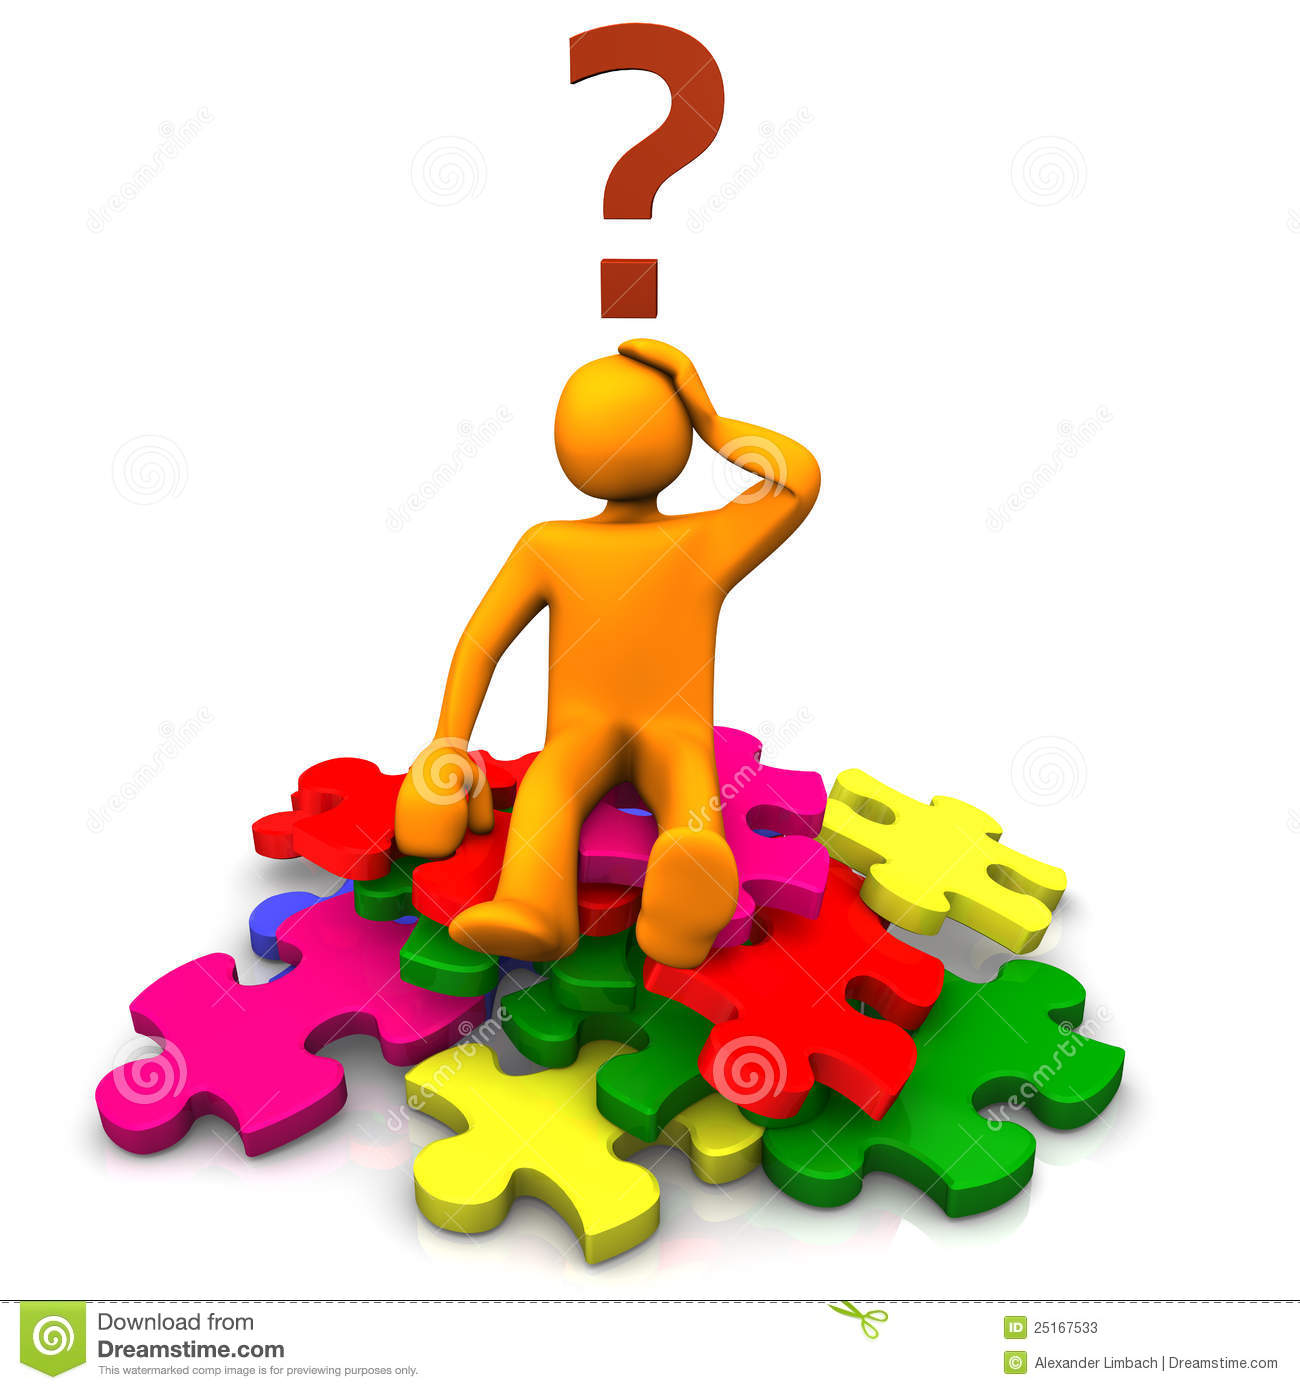 ?
dreamstime
Download from
Dreamstime.com
This watermarked comp image is for previewing purposes only.
ID 25167533
© Alexander Limbach | Dreamstime.com